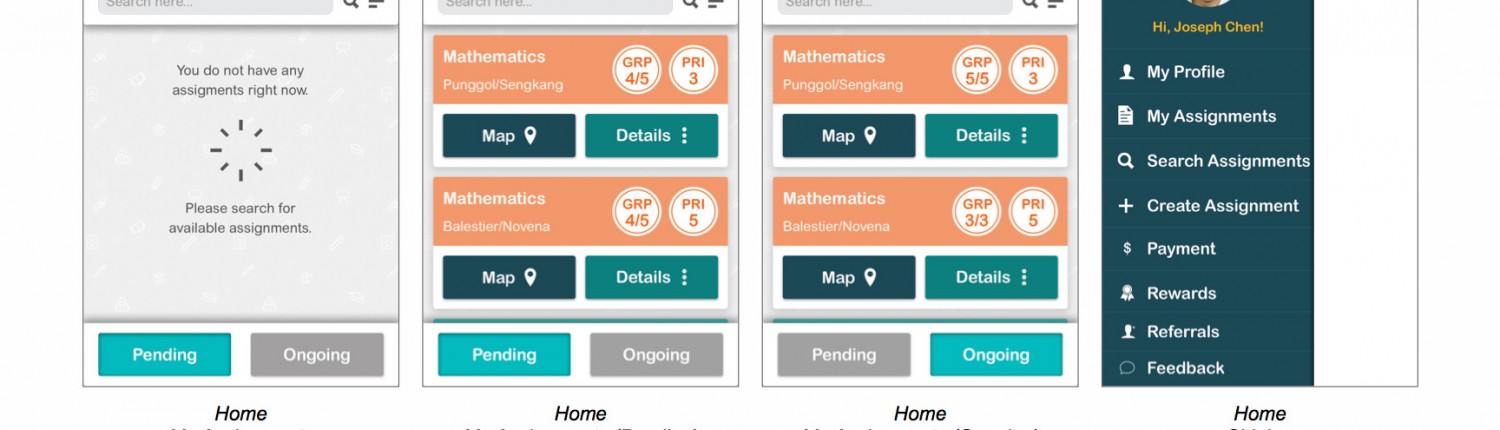 Search here...
You do not have any
assigments right now.
Please search for
available assignments.
Pending
Ongoing
Home
Search here...
Mathematics
Punggol/Sengkang
GRP
4/5
PRI
3
Map
Details
Mathematics
Balestier/Novena
GRP
4/5
PRI
5
Map
Details
Pending
Ongoing
Home
Search here...
Mathematics
Punggol/Sengkang
GRP
5/5
PRI
3
Map
Details
Mathematics
Balestier/Novena
GRP
3/3
PRI
5
Map
Details
Pending
Ongoing
Home
Hi, Joseph Chen!
My Profile
My Assignments
Search Assignments
Create Assignment
$ Payment
Rewards
Referrals
Feedback
Home